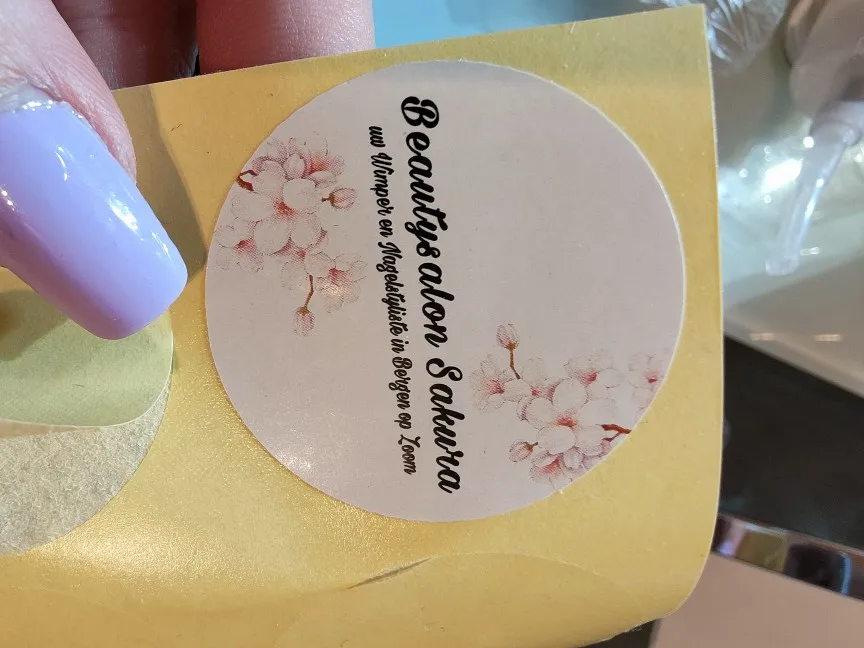 Beautysalon Sakura
uw Wimper en Nagelstyliste in Bergen op Zoom